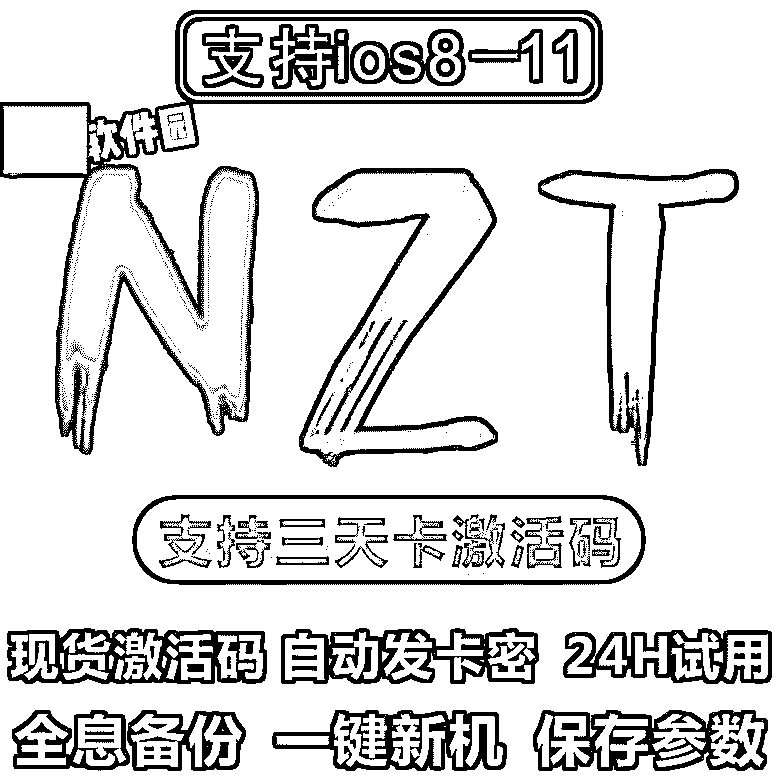 支持ios8—11
软件园
NZT
支持三天卡激活码
现货激活码 自动发卡密 24H试用
全息备份 一键新机 保存参数